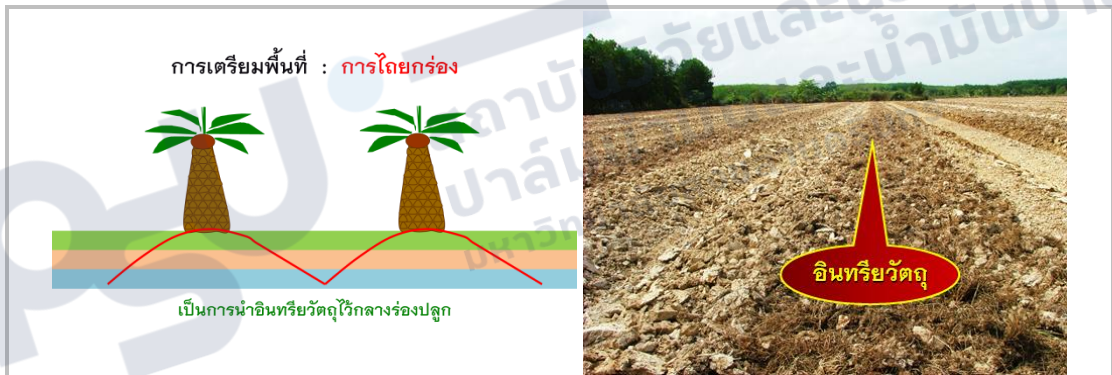 การเตรียมพื้นที่ : การไถยกร่อง
เป็นการนำอินทรียวัตถุไว้กลางร่องปลูก
อินทรียวัตถุ